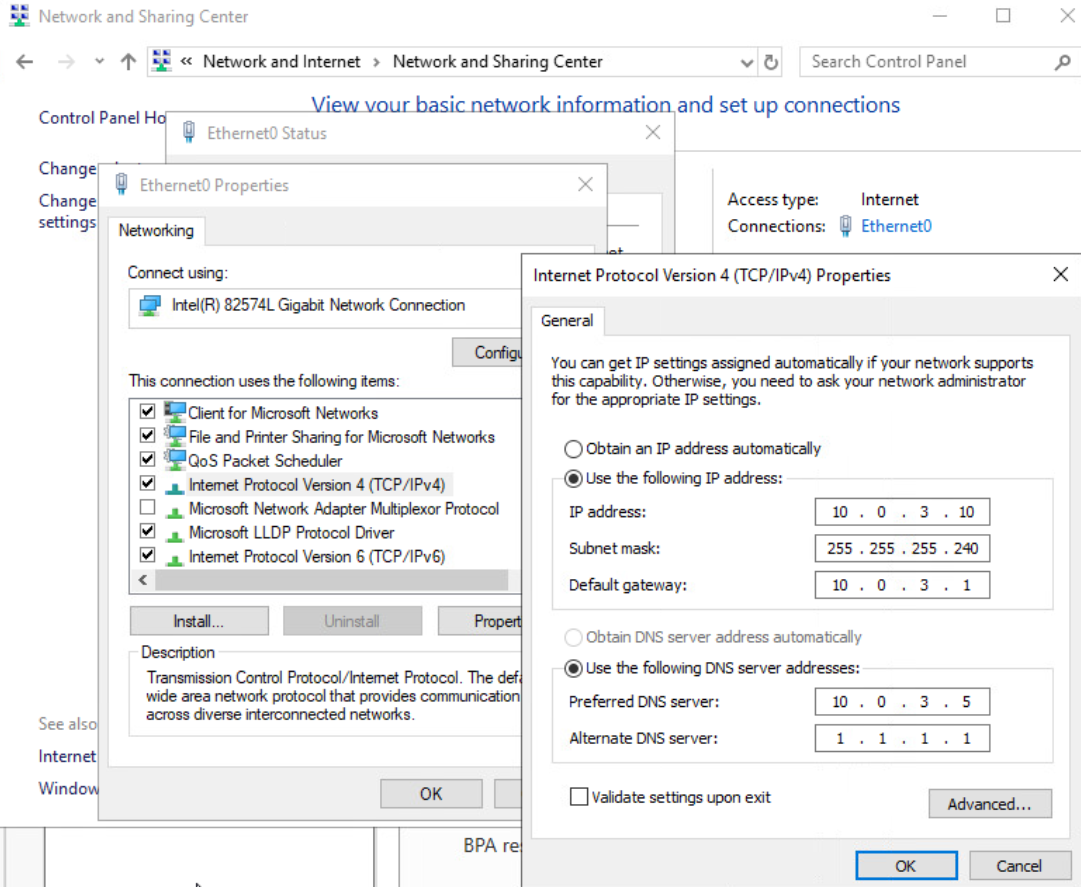 Network and Sharing Center
« Network and Internet > Network and Sharing Center
Search Control Panel
View your basic network information and set up connections
Control Panel Ho
Ethernet0 Status
Change
Change
settings
Ethernet0 Properties
Access type: Internet
Connections: Ethernet0
Networking
Connect using:
Intel(R) 82574L Gigabit Network Connection
Configu
This connection uses the following items:
Client for Microsoft Networks
File and Printer Sharing for Microsoft Networks
QoS Packet Scheduler
Internet Protocol Version 4 (TCP/IPv4)
Microsoft Network Adapter Multiplexor Protocol
Microsoft LLDP Protocol Driver
Internet Protocol Version 6 (TCP/IPv6)
Install...
Uninstall
Propert
Description
Transmission Control Protocol/Internet Protocol. The defa
wide area network protocol that provides communication
across diverse interconnected networks.
OK
See also
Internet
Window
BPA re
Internet Protocol Version 4 (TCP/IPv4) Properties
General
You can get IP settings assigned automatically if your network supports
this capability. Otherwise, you need to ask your network administrator
for the appropriate IP settings.
Obtain an IP address automatically
Use the following IP address:
IP address: 10 . 0 . 3 . 10
Subnet mask: 255 . 255 . 255 . 240
Default gateway: 10 . 0 . 3 . 1
Obtain DNS server address automatically
Use the following DNS server addresses:
Preferred DNS server: 10 . 0 . 3 . 5
Alternate DNS server: 1 . 1 . 1 . 1
Validate settings upon exit
Advanced...
OK
Cancel